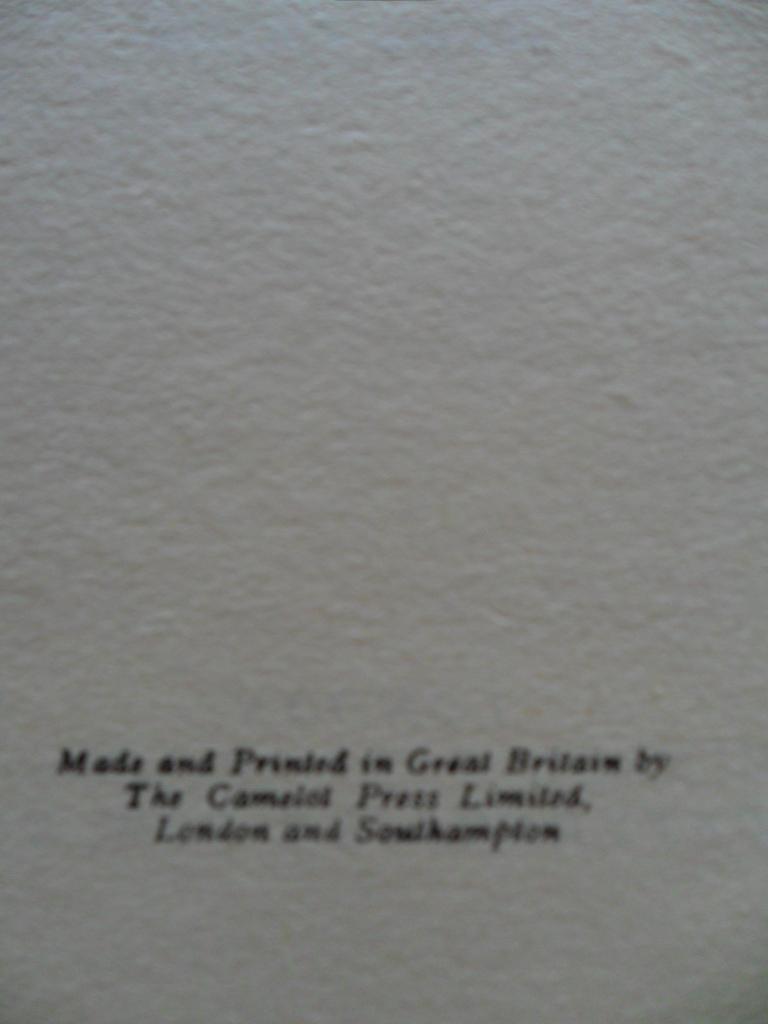 Made and Printed in Great Britain by
The Camelot Press Limited,
London and Southampton